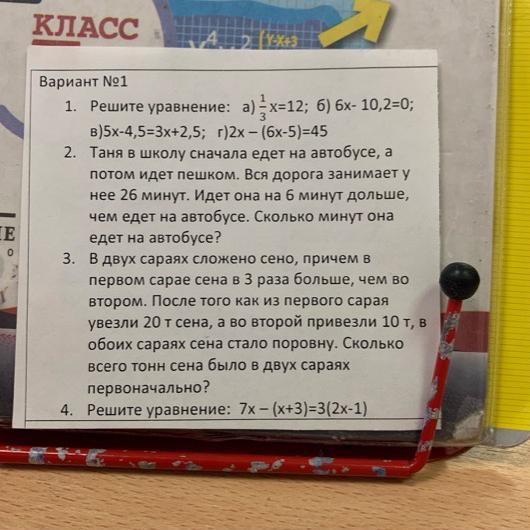 КЛАСС
Вариант №1
1. Решите уравнение: а) 1/3 х=12; б) 6х- 10,2=0;
в)5х-4,5=3х+2,5; г)2х – (6х-5)=45
2. Таня в школу сначала едет на автобусе, а
потом идет пешком. Вся дорога занимает у
нее 26 минут. Идет она на 6 минут дольше,
чем едет на автобусе. Сколько минут она
едет на автобусе?
3. В двух сараях сложено сено, причем в
первом сарае сена в 3 раза больше, чем во
втором. После того как из первого сарая
увезли 20 т сена, а во второй привезли 10 т, в
обоих сараях сена стало поровну. Сколько
всего тонн сена было в двух сараях
первоначально?
4. Решите уравнение: 7х – (х+3)=3(2х-1)